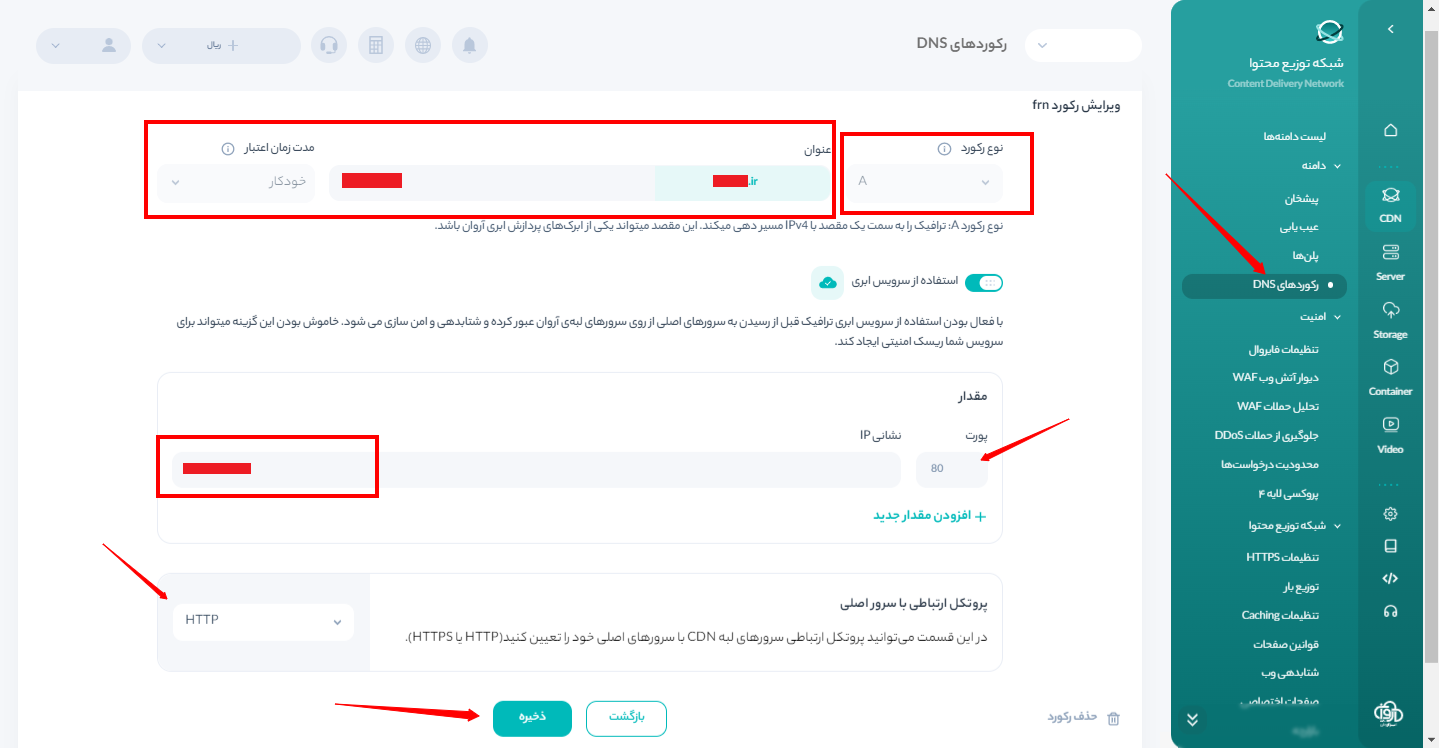 رکوردهای DNS
ریال
ویرایش رکورد frn
نوع رکورد
عنوان
مدت زمان اعتبار
A
.ir
خودکار
نوع رکورد A: ترافیک را به سمت یک مقصد با IPv4 مسیر دهی میکند. این مقصد میتواند یکی از ابرک‌های پردازش ابری آروان باشد.
استفاده از سرویس ابری
با فعال بودن استفاده از سرویس ابری ترافیک قبل از رسیدن به سرورهای اصلی از روی سرورهای لبه‌ی آروان عبور کرده و شتابدهی و امن سازی می شود. خاموش بودن این گزینه میتواند برای
سرویس شما ریسک امنیتی ایجاد کند.
مقدار
پورت
نشانی IP
80
+ افزودن مقدار جدید
پروتکل ارتباطی با سرور اصلی
در این قسمت می‌توانید پروتکل ارتباطی سرورهای لبه CDN با سرورهای اصلی خود را تعیین کنید(HTTP یا HTTPS).
HTTP
حذف رکورد
بازگشت
ذخیره
شبکه توزیع محتوا
Content Delivery Network
لیست دامنه‌ها
دامنه
پیشخان
عیب یابی
پلن‌ها
رکوردهای DNS
امنیت
تنظیمات فایروال
دیوار آتش وب WAF
تحلیل حملات WAF
جلوگیری از حملات DDoS
محدودیت درخواست‌ها
پروکسی لایه ۴
شبکه توزیع محتوا
تنظیمات HTTPS
توزیع بار
تنظیمات Caching
قوانین صفحات
شتابدهی وب
صفحات اختصاصی
CDN
Server
Storage
Container
Video